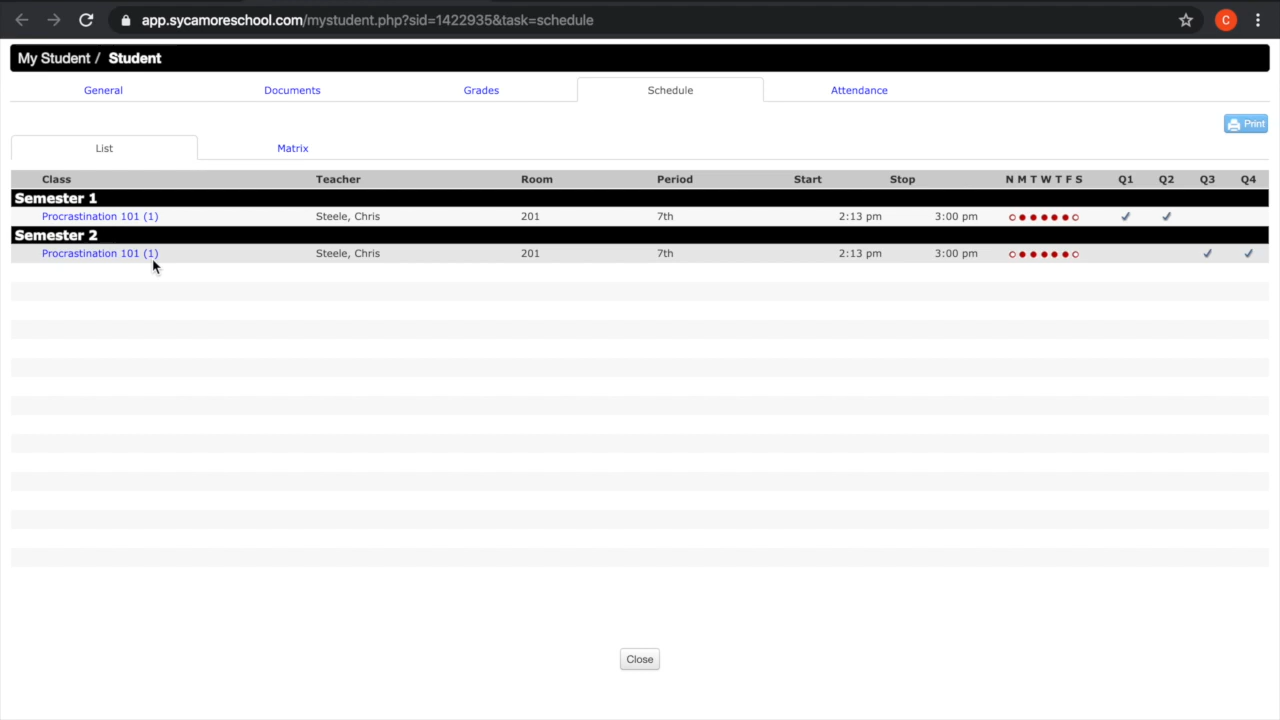 app.sycamoreschool.com/mystudent.php?sid=1422935&task=schedule
C
My Student / Student
General Documents Grades Schedule Attendance
Print
List Matrix
Class Teacher Room Period Start Stop N M T W T F S Q1 Q2 Q3 Q4
Semester 1
Procrastination 101 (1) Steele, Chris 201 7th 2:13 pm 3:00 pm
Semester 2
Procrastination 101 (1) Steele, Chris 201 7th 2:13 pm 3:00 pm
Close